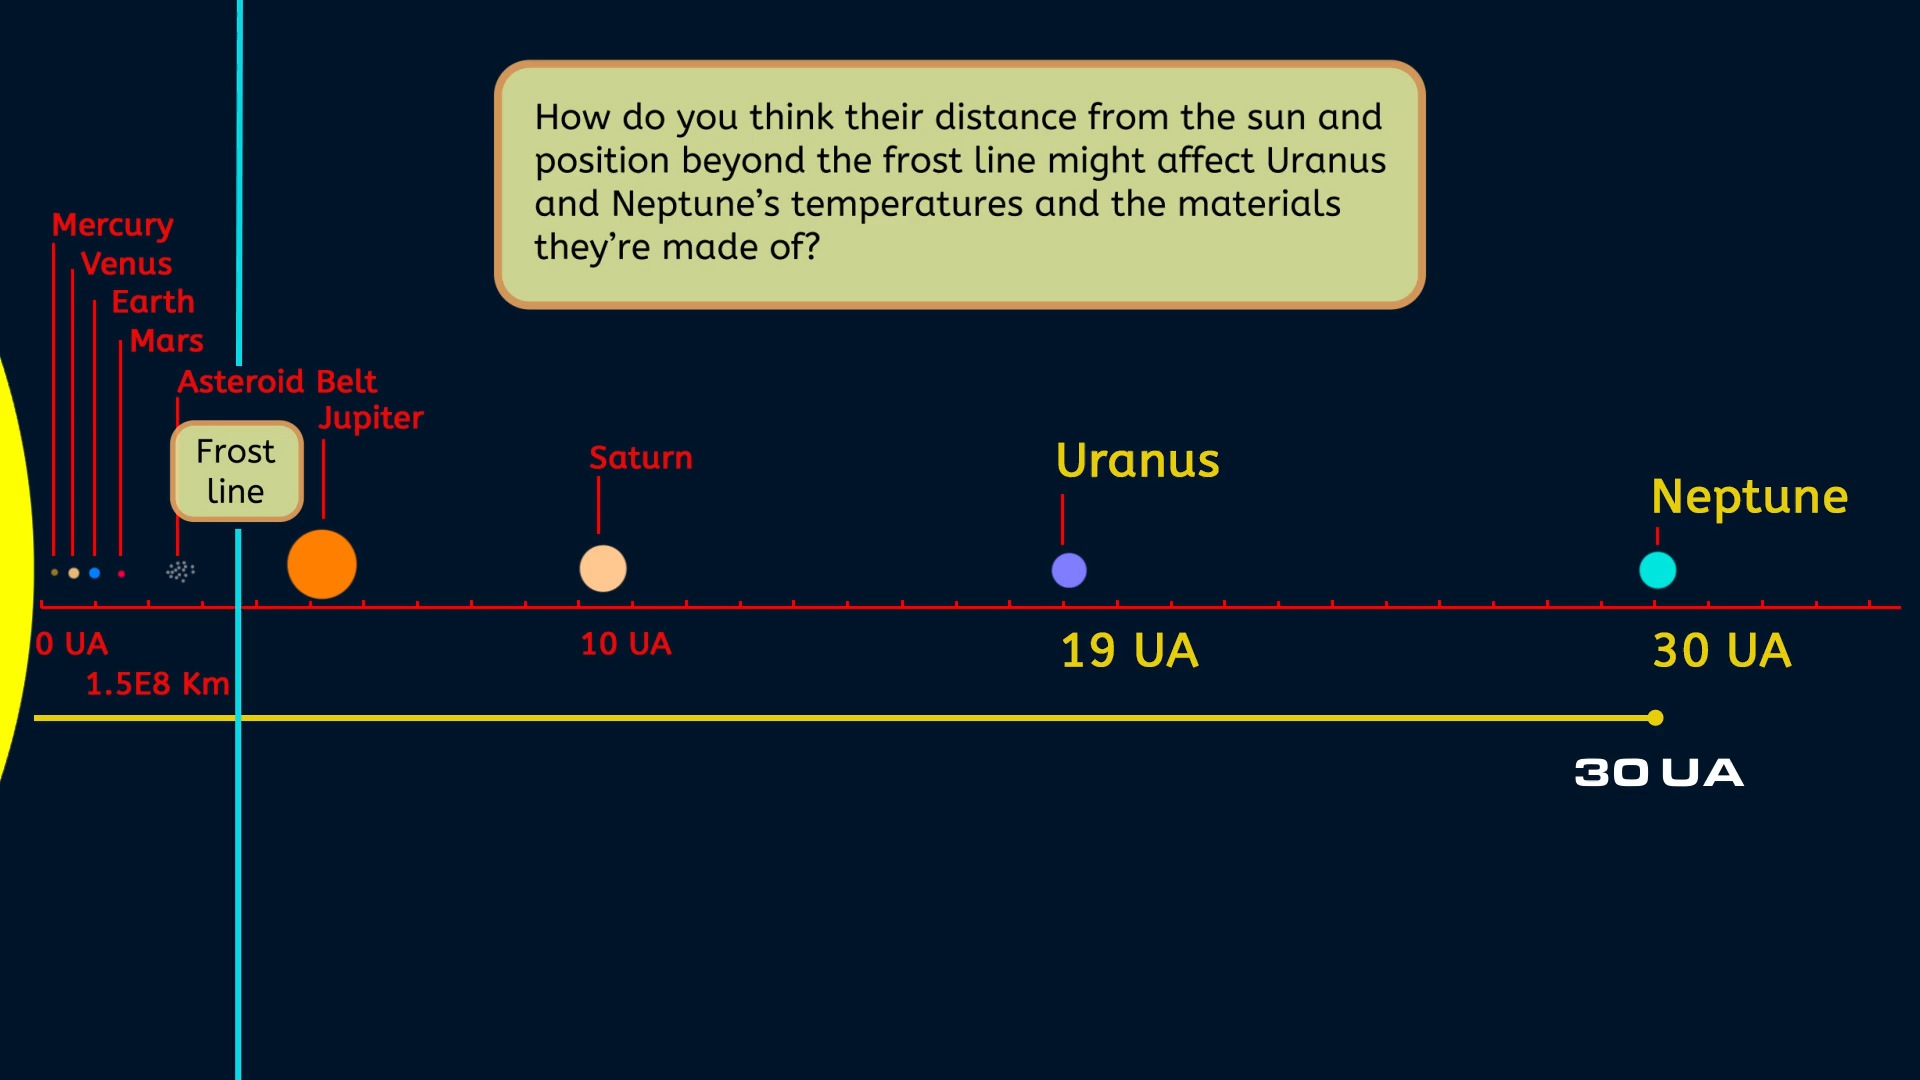 How do you think their distance from the sun and
position beyond the frost line might affect Uranus
and Neptune’s temperatures and the materials
they’re made of?
Mercury
Venus
Earth
Mars
Asteroid Belt
Jupiter
Frost
line
Saturn
Uranus
Neptune
0 UA
10 UA
19 UA
30 UA
1.5E8 Km
30 UA